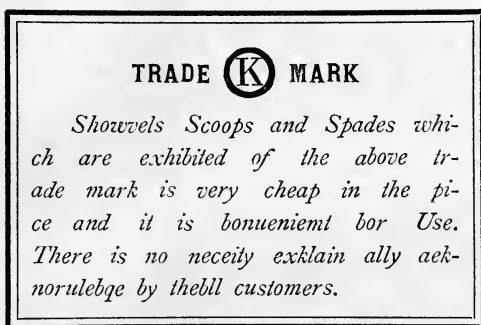 TRADE K MARK
Showvels Scoops and Spades whi-
ch are exhibited of the above tr-
ade mark is very cheap in the pi-
ce and it is bonueniemt bor Use.
There is no neceity exklain ally aek-
norulebqe by thebll customers.